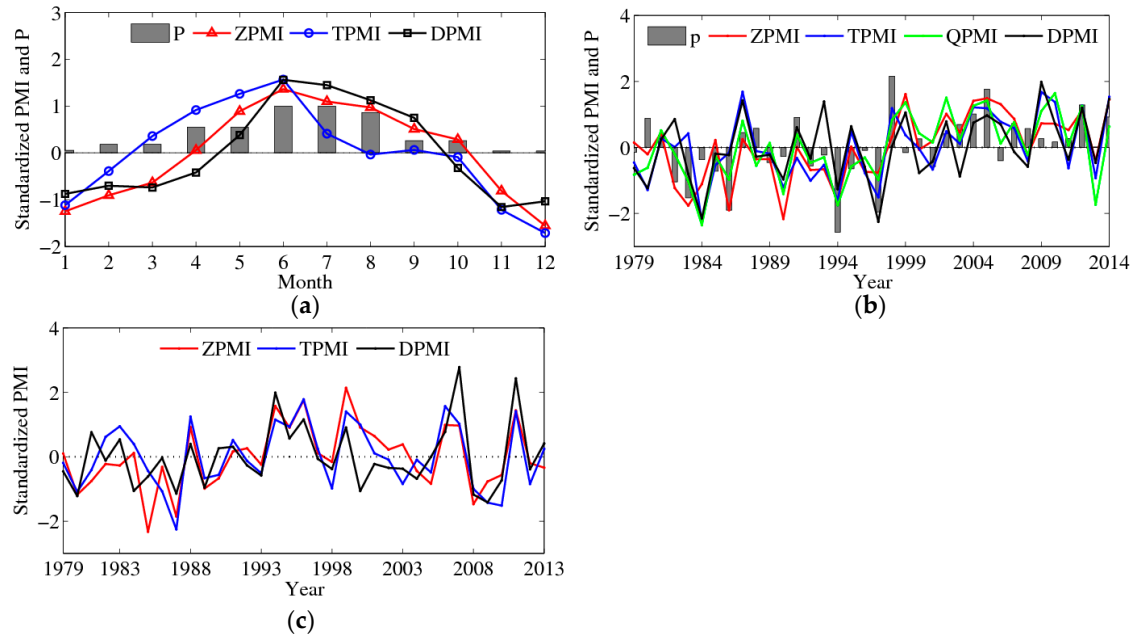 3
2
1
0
−1
−2
Standardized PMI and P
P ZPMI TPMI DPMI
1 2 3 4 5 6 7 8 9 10 11 12
Month
(a)
4
2
0
−2
Standardized PMI and P
p ZPMI TPMI QPMI DPMI
1979 1984 1989 1994 1999 2004 2009 2014
Year
(b)
4
2
0
−2
Standardized PMI
ZPMI TPMI DPMI
1979 1983 1988 1993 1998 2003 2008 2013
Year
(c)